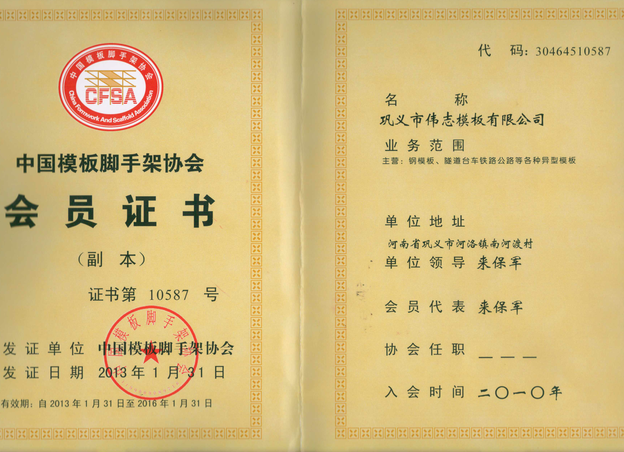 中国模板脚手架协会
CFSA
China Formwork And Scaffold Association
中国模板脚手架协会
会员证书
（副 本）
证书第 10587 号
发证单位 中国模板脚手架协会
中国模板脚手架协会
发证日期 2013年1月31日
有效期：自2013年1月31日至2016年1月31日
代 码：30464510587
名 称
巩义市伟志模板有限公司
业务范围
主营：钢模板、隧道台车铁路公路等各种异型模板
单位地址
河南省巩义市河洛镇南河渡村
单位领导 来保军
会员代表 来保军
协会任职 — — —
入会时间 二〇一〇年